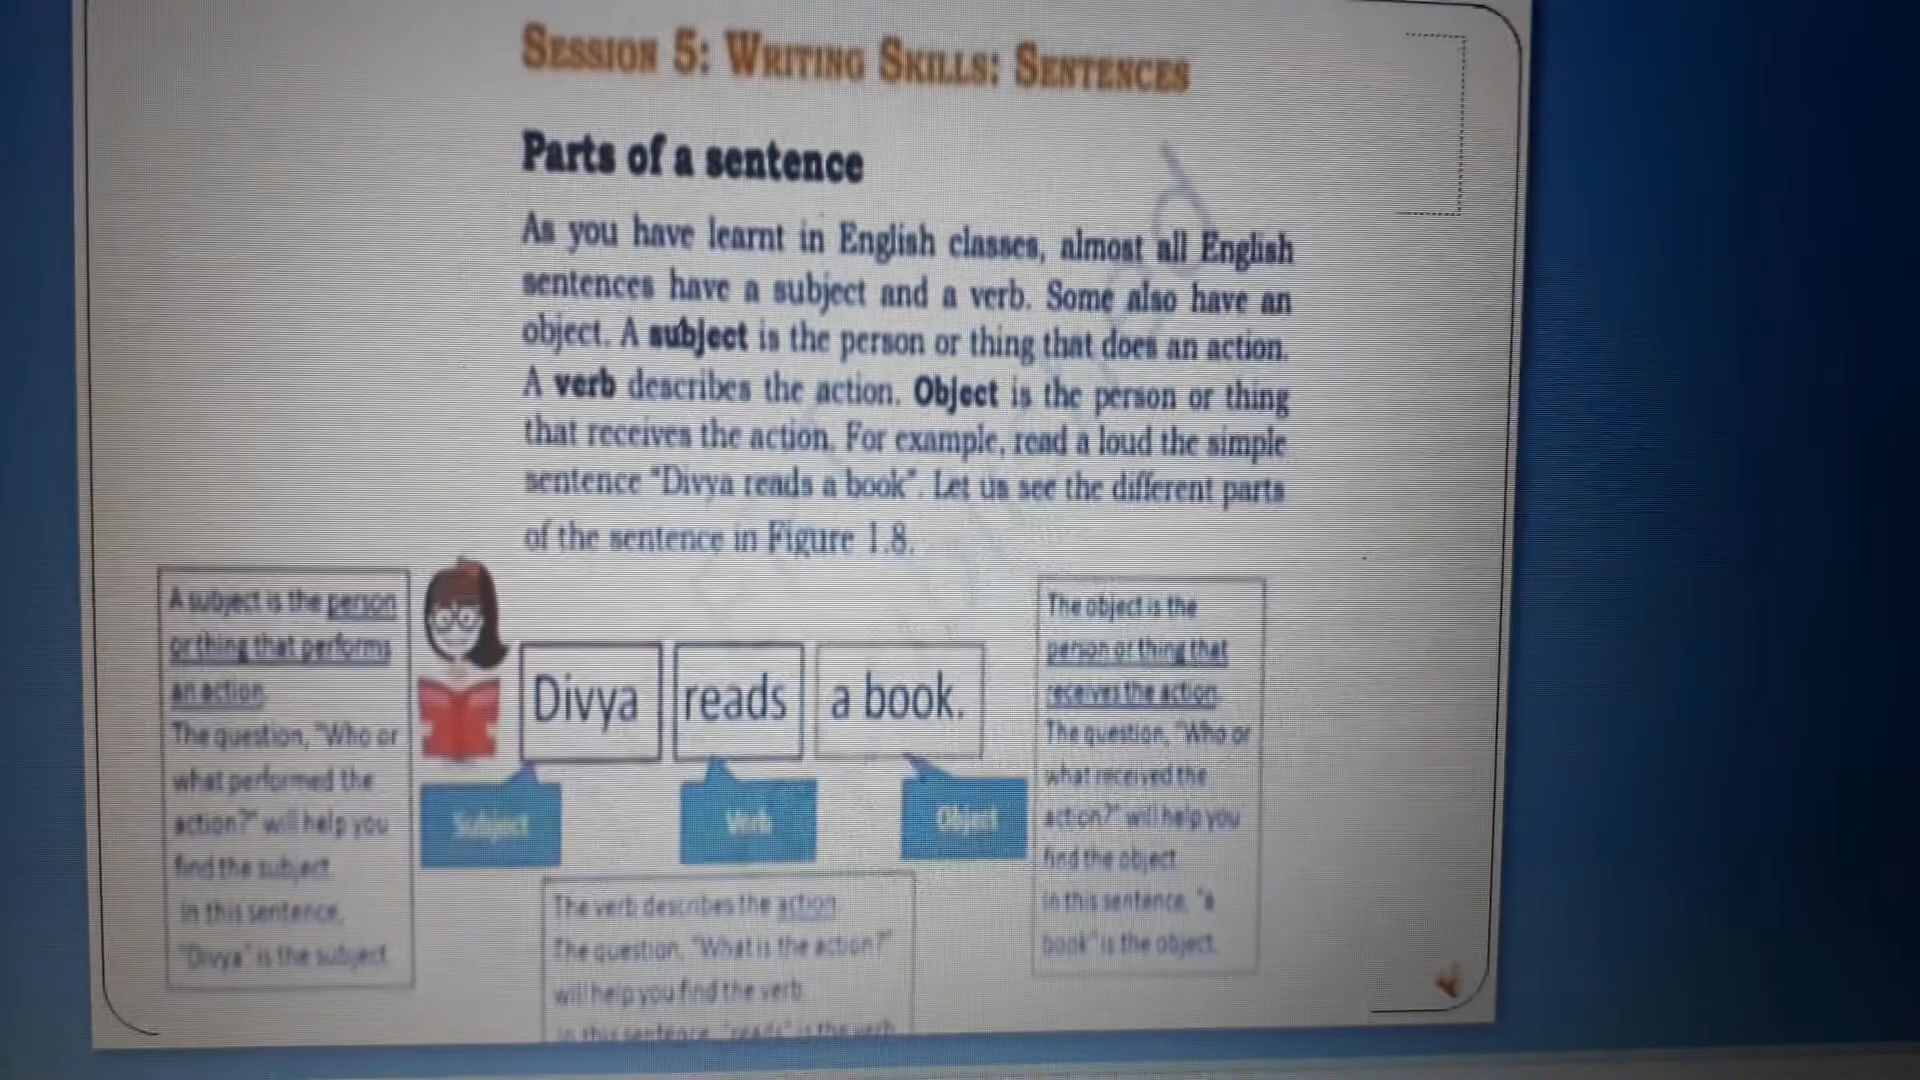 SESSION 5: WRITING SKILLS: SENTENCES
Parts of a sentence
As you have learnt in English classes, almost all English
sentences have a subject and a verb. Some also have an
object. A subject is the person or thing that does an action.
A verb describes the action. Object is the person or thing
that receives the action. For example, read a loud the simple
sentence "Divya reads a book". Let us see the different parts
of the sentence in Figure 1.8.
A subject is the person
or thing that performs
an action.
The question, "Who or
what performed the
action?" will help you
find the subject.
In this sentence,
"Divya" is the subject.
Divya
reads
a book.
Subject
Verb
Object
The verb describes the action.
The question, "What is the action?"
will help you find the verb
In this sentence, "reads" is the verb
The object is the
person or thing that
receives the action.
The question, "Who or
what received the
action?" will help you
find the object
In this sentence, "a
book" is the object.